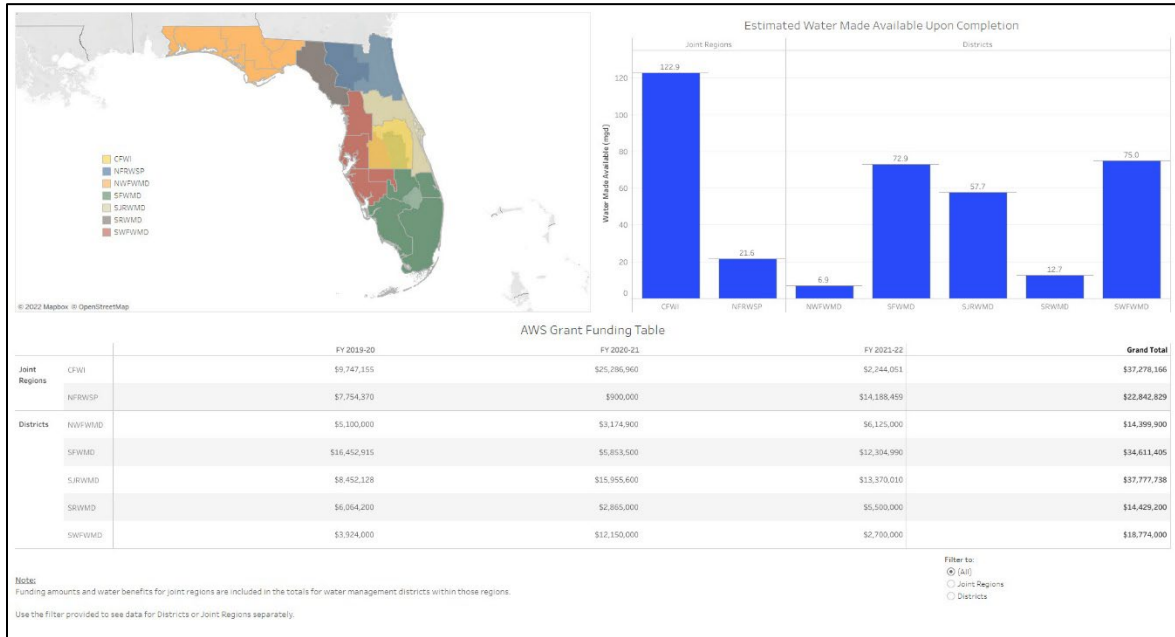 CFWI
NFRWSP
NWFWMD
SFWMD
SJRWMD
SRWMD
SWFWMD
© 2022 Mapbox © OpenStreetMap
Estimated Water Made Available Upon Completion
Joint Regions Districts
Water Made Available (mgd)
120
100
80
60
40
20
0
122.9
21.6
6.9
72.9
57.7
12.7
75.0
CFWI NFRWSP NWFWMD SFWMD SJRWMD SRWMD SWFWMD
AWS Grant Funding Table
FY 2019-20 FY 2020-21 FY 2021-22 Grand Total
Joint Regions CFWI $9,747,155 $25,286,960 $2,244,051 $37,278,166
NFRWSP $7,754,370 $900,000 $14,188,459 $22,842,829
Districts NWFWMD $5,100,000 $3,174,900 $6,125,000 $14,399,900
SFWMD $16,452,915 $5,853,500 $12,304,990 $34,611,405
SJRWMD $8,452,128 $15,955,600 $13,370,010 $37,777,738
SRWMD $6,064,200 $2,865,000 $5,500,000 $14,429,200
SWFWMD $3,924,000 $12,150,000 $2,700,000 $18,774,000
Filter to:
(All)
Joint Regions
Districts
Note:
Funding amounts and water benefits for joint regions are included in the totals for water management districts within those regions.
Use the filter provided to see data for Districts or Joint Regions separately.